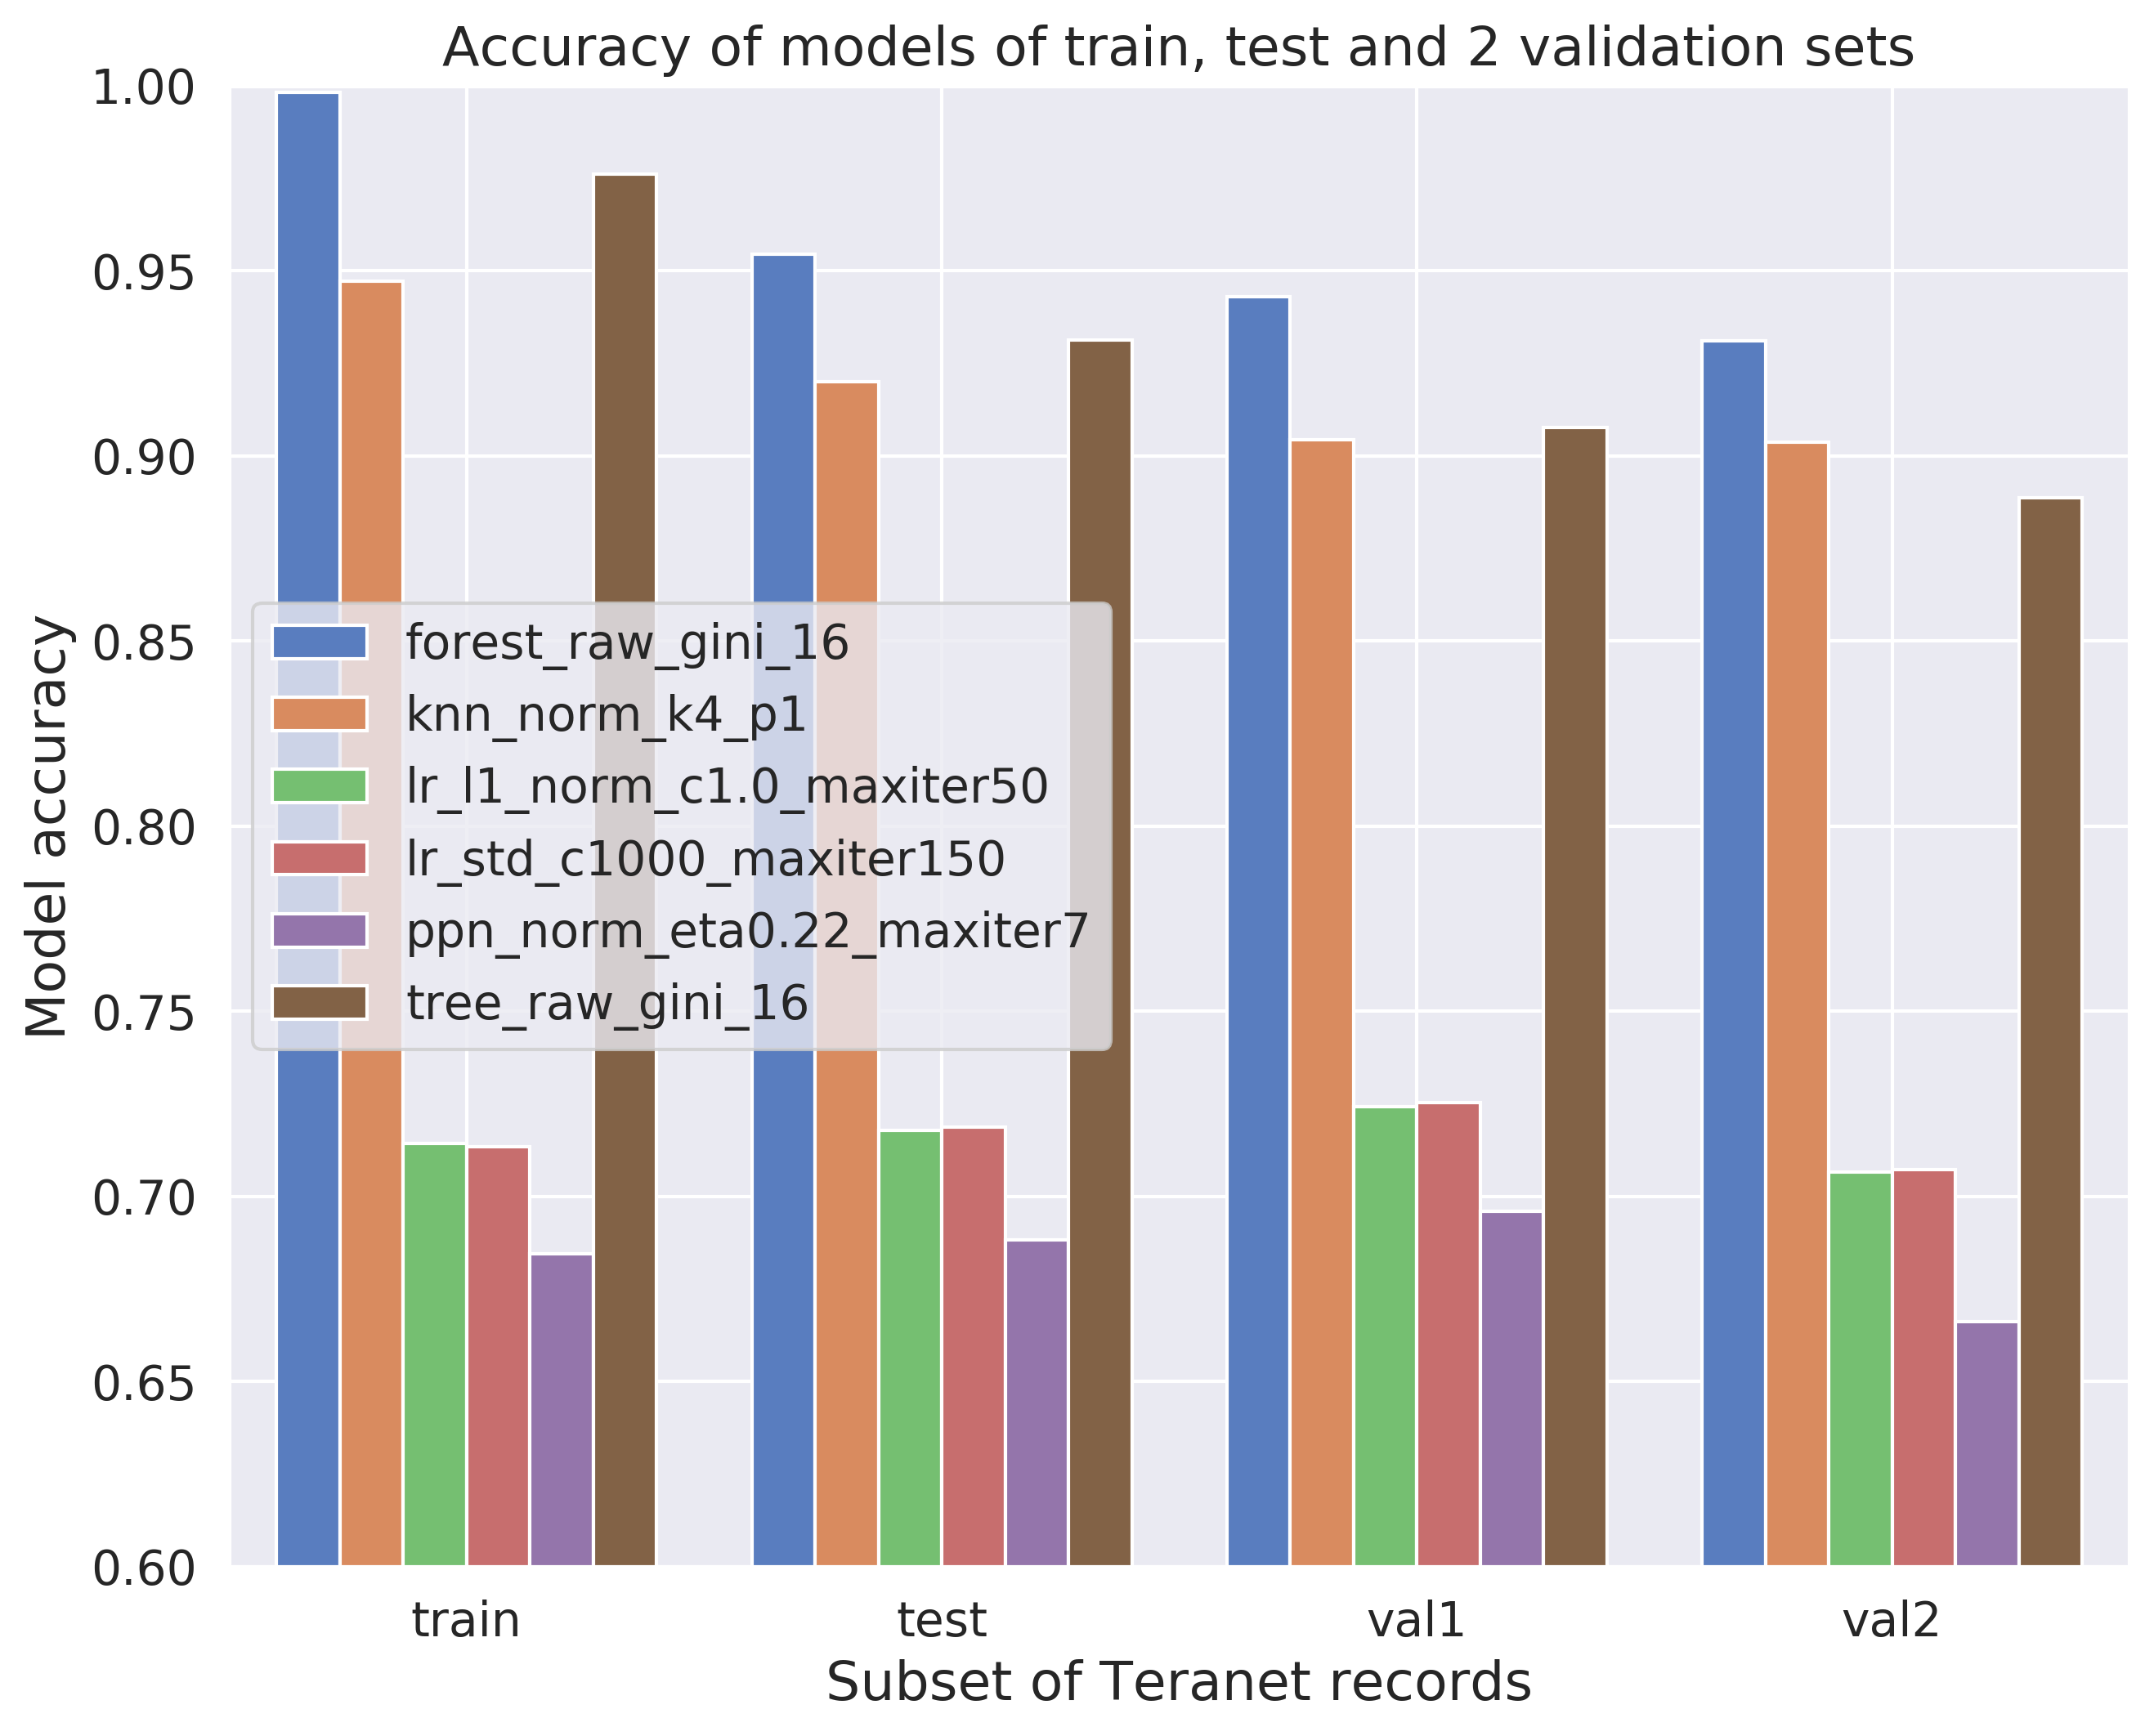 Accuracy of models of train, test and 2 validation sets
1.00
0.95
0.90
0.85
0.80
0.75
0.70
0.65
0.60
Model accuracy
forest_raw_gini_16
knn_norm_k4_p1
lr_l1_norm_c1.0_maxiter50
lr_std_c1000_maxiter150
ppn_norm_eta0.22_maxiter7
tree_raw_gini_16
train test val1 val2
Subset of Teranet records